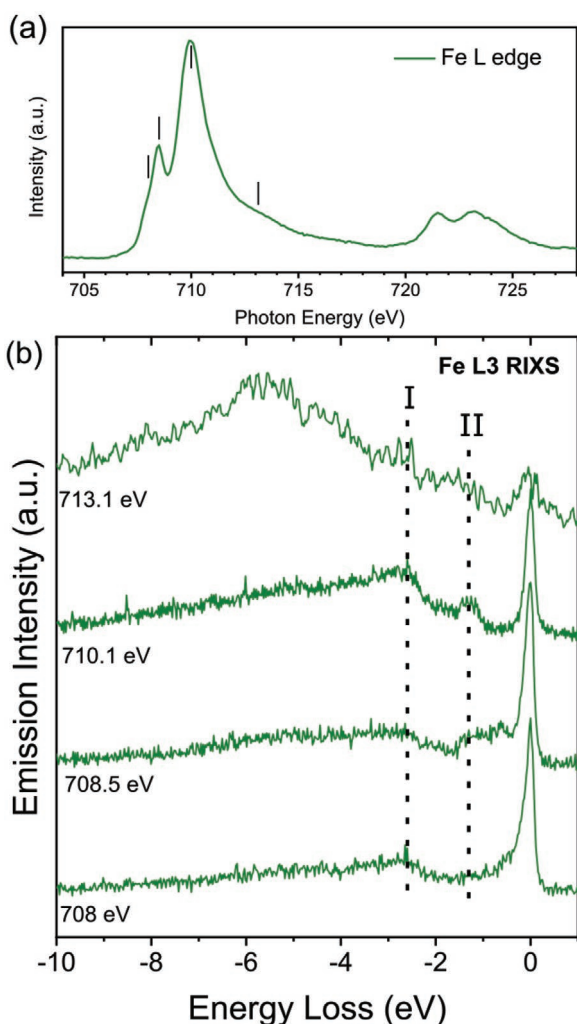 (a)
Fe L edge
Intensity (a.u.)
705 710 715 720 725
Photon Energy (eV)
(b)
Fe L3 RIXS
I
II
713.1 eV
710.1 eV
708.5 eV
708 eV
Emission Intensity (a.u.)
-10 -8 -6 -4 -2 0
Energy Loss (eV)